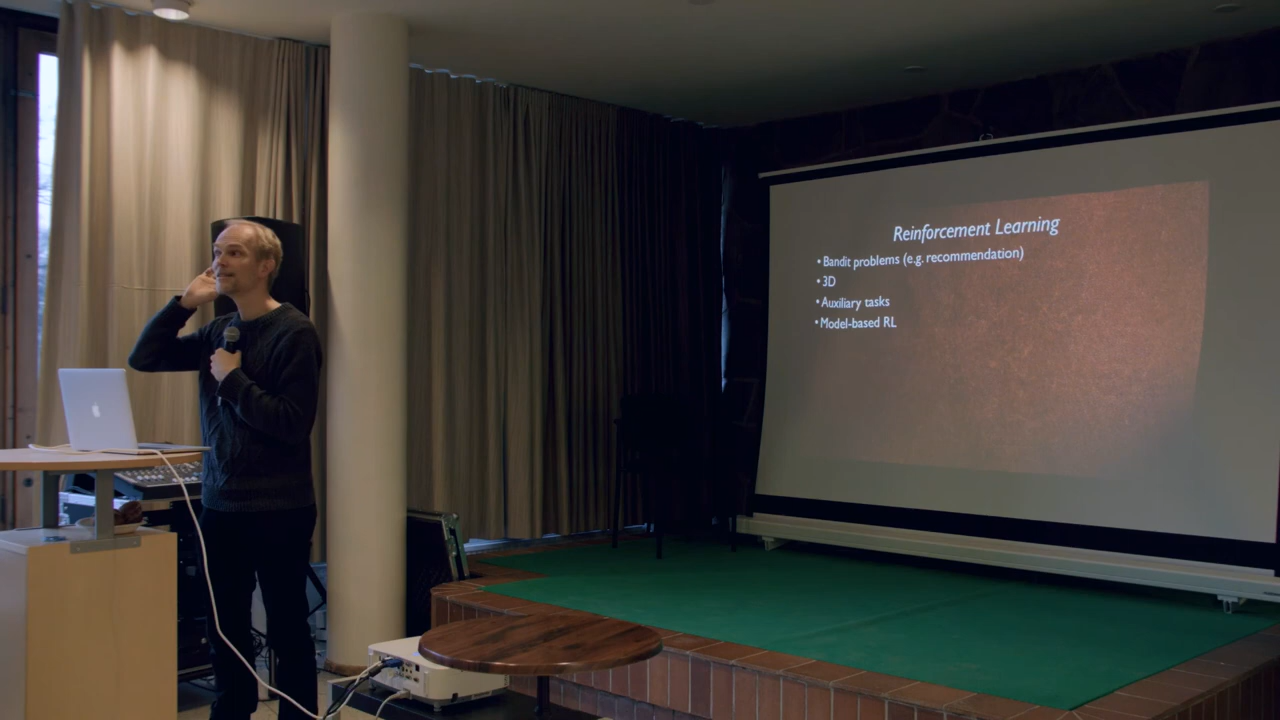 Reinforcement Learning
• Bandit problems (e.g. recommendation)
• 3D
• Auxiliary tasks
• Model-based RL